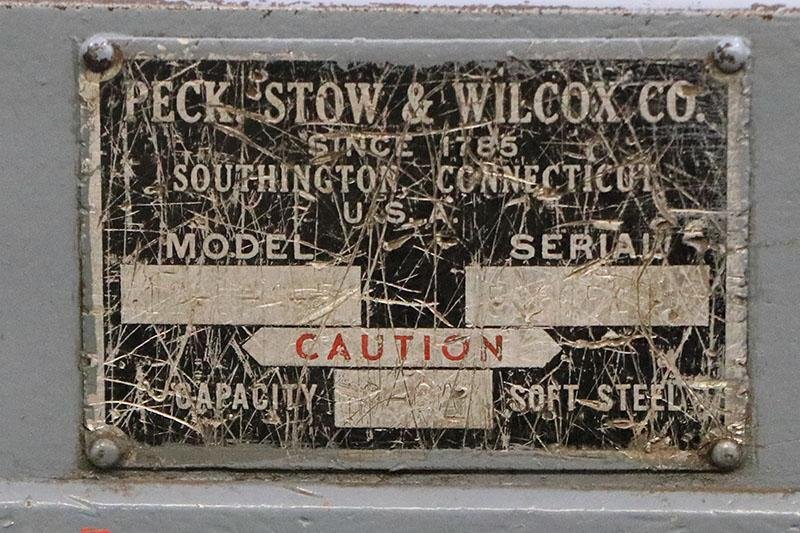 PECK, STOW & WILCOX CO.
SINCE 1785
SOUTHINGTON, CONNECTICUT
U.S.A.
MODEL SERIAL
CAUTION
CAPACITY SOFT STEEL